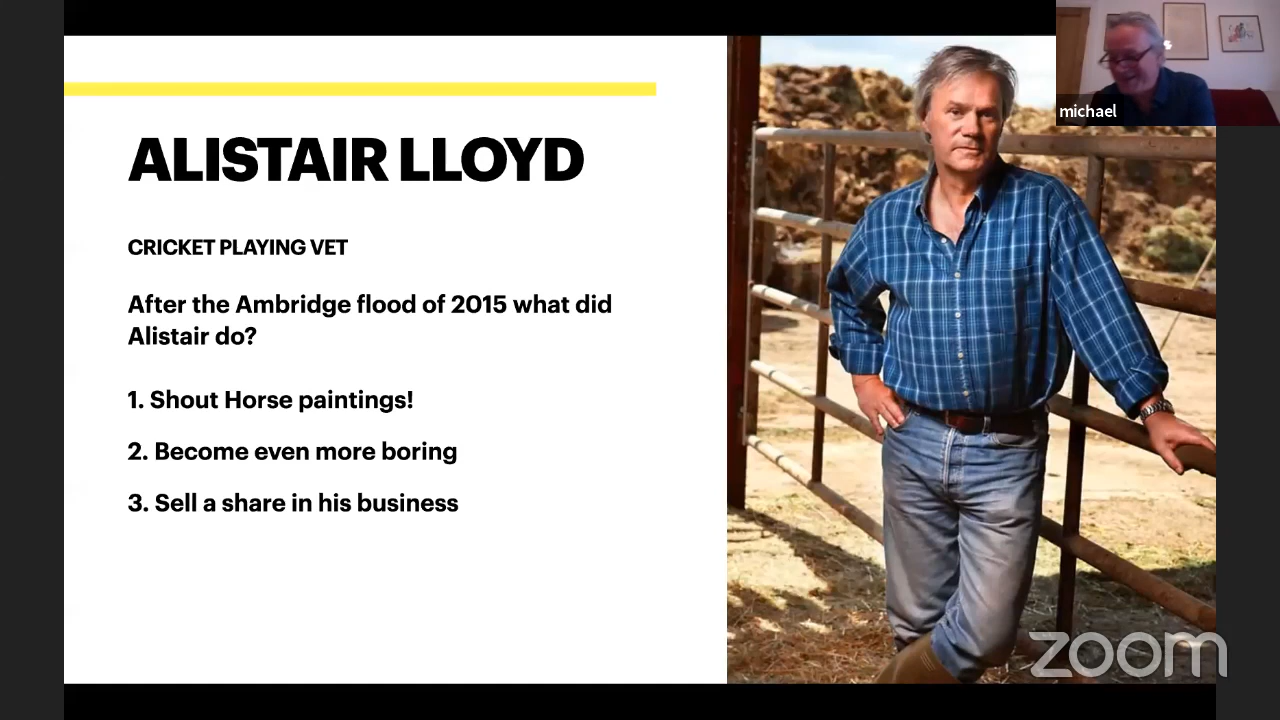 ALISTAIR LLOYD
CRICKET PLAYING VET
After the Ambridge flood of 2015 what did
Alistair do?
1. Shout Horse paintings!
2. Become even more boring
3. Sell a share in his business
michael
zoom